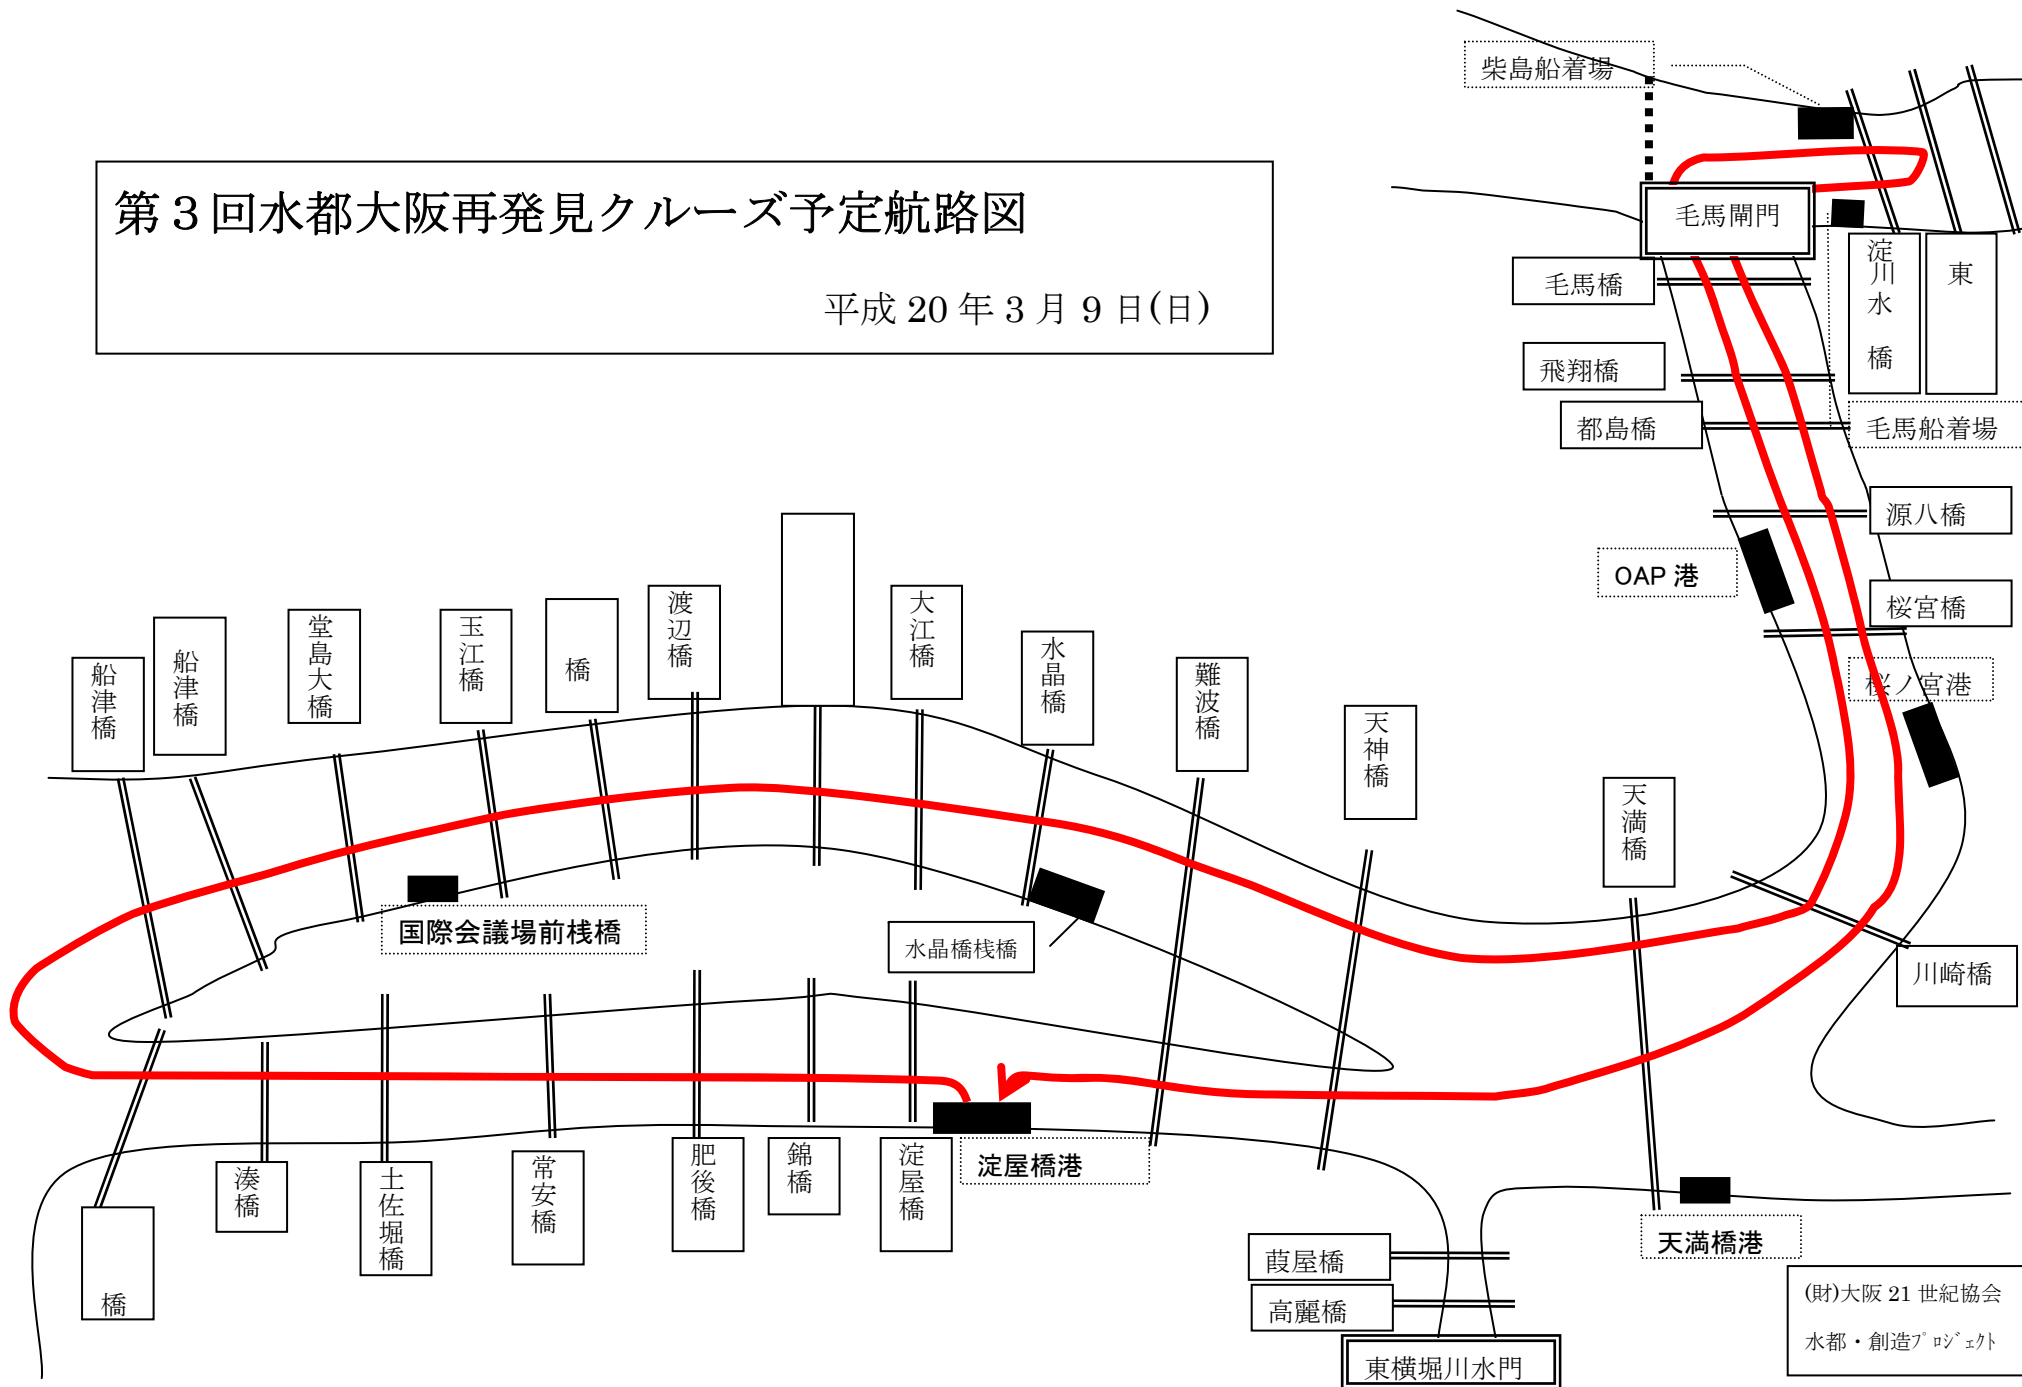 柴島船着場
第３回水都大阪再発見クルーズ予定航路図
平成 20 年 3 月 9 日(日)
毛馬閘門
毛馬橋
淀川水 橋
東
飛翔橋
都島橋
毛馬船着場
源八橋
OAP 港
桜宮橋
桜ノ宮港
船津橋
船津橋
堂島大橋
玉江橋
橋
渡辺橋
大江橋
水晶橋
難波橋
天神橋
天満橋
国際会議場前桟橋
水晶橋桟橋
川崎橋
橋
湊橋
土佐堀橋
常安橋
肥後橋
錦橋
淀屋橋
淀屋橋港
天満橋港
葭屋橋
高麗橋
東横堀川水門
(財)大阪 21 世紀協会
水都・創造ﾌﾟﾛｼﾞｪｸﾄ